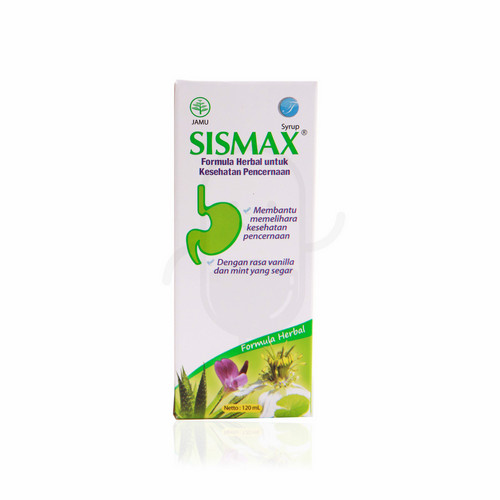 JAMU
Syrup
SISMAX®
Formula Herbal untuk
Kesehatan Pencernaan
Membantu
memelihara
kesehatan
pencernaan
Dengan rasa vanilla
dan mint yang segar
Formula Herbal
Netto : 120 mL